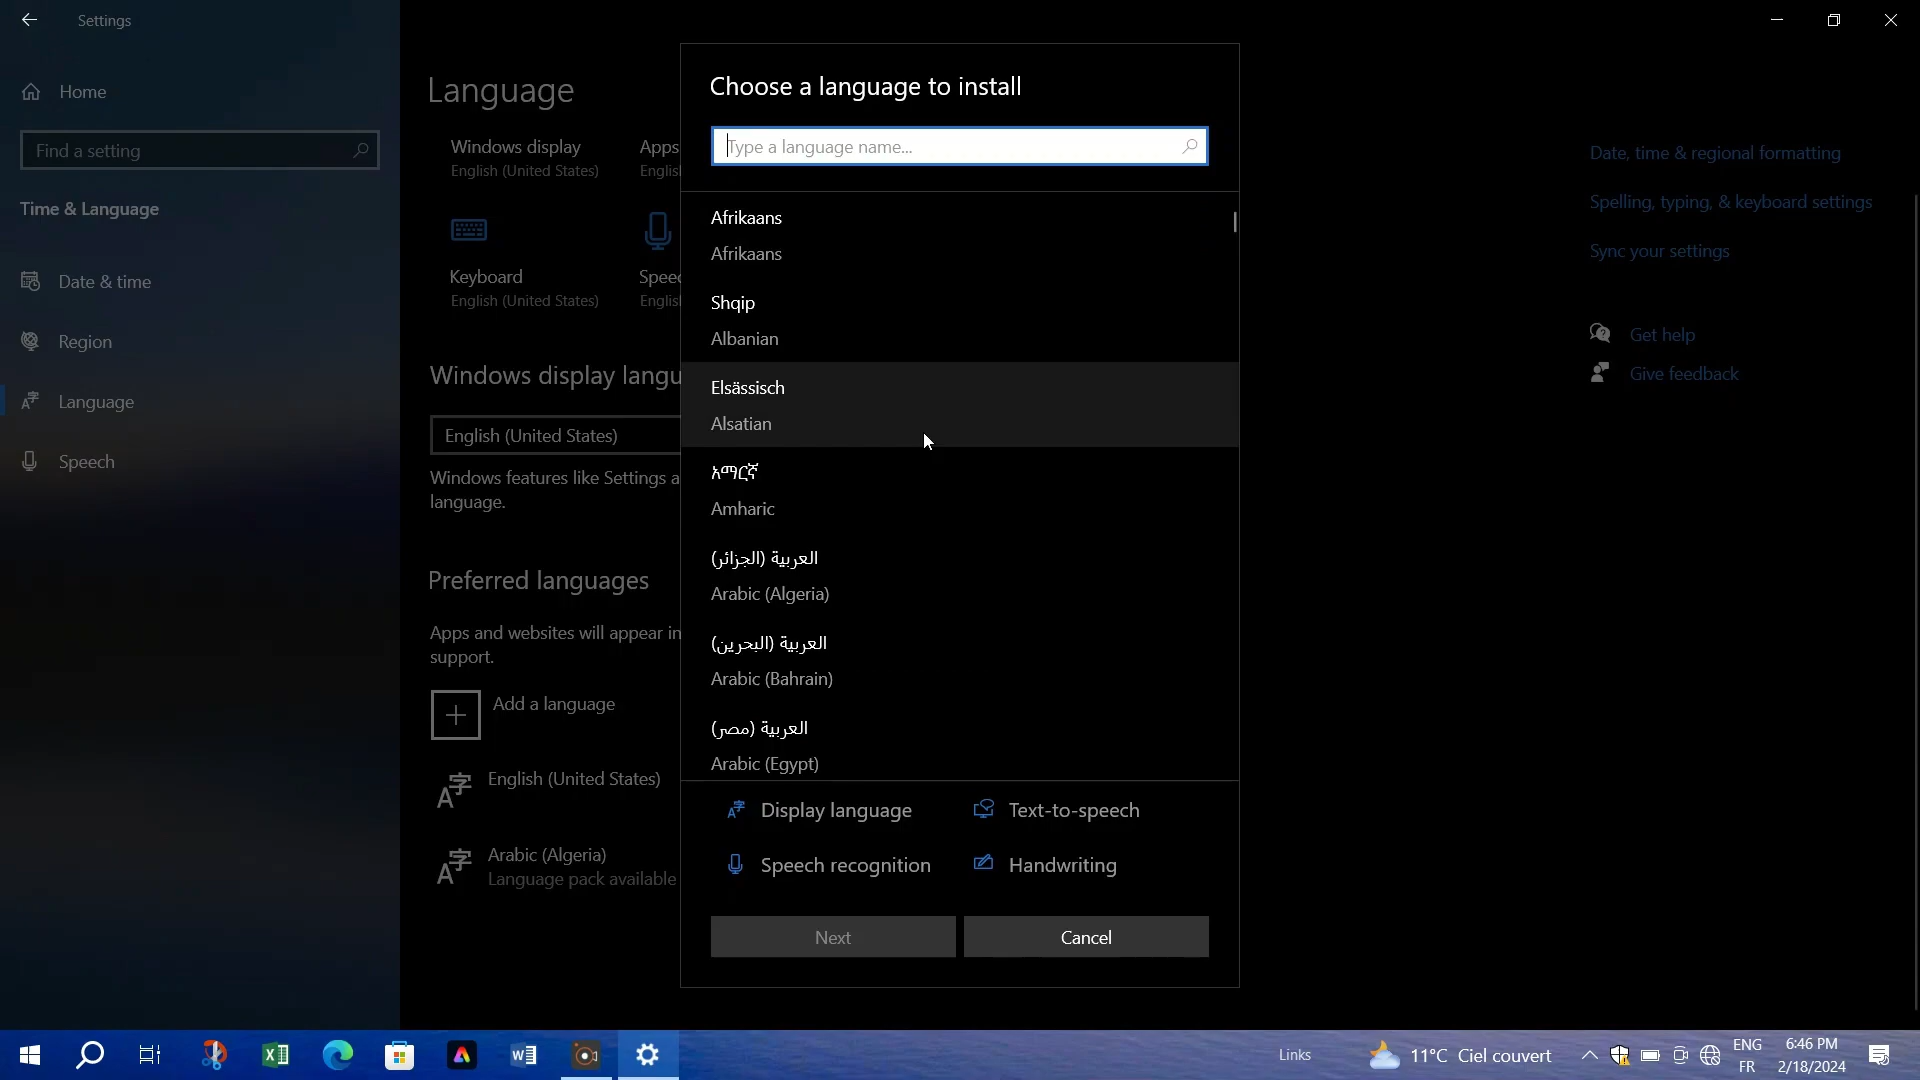 Settings
Home
Find a setting
Time & Language
Date & time
Region
Language
Speech
Language
Windows display
English (United States)
Apps
Keyboard
English (United States)
Windows display
English (United States)
Windows features like Settings
language.
Preferred languages
Apps and websites will appear in
support.
Add a language
English (United States)
Arabic (Algeria)
Language pack available
Choose a language to install
Type a language name...
Afrikaans
Afrikaans
Shqip
Albanian
Elsässisch
Alsatian
አማርኛ
Amharic
العربية (الجزائر)
Arabic (Algeria)
العربية (البحرين)
Arabic (Bahrain)
العربية (مصر)
Arabic (Egypt)
Display language
Text-to-speech
Speech recognition
Handwriting
Next
Cancel
Date, time & regional formatting
Spelling, typing, & keyboard settings
Sync your settings
Get help
Give feedback
Links
11°C Ciel couvert
ENG
FR
6:46 PM
2/18/2024